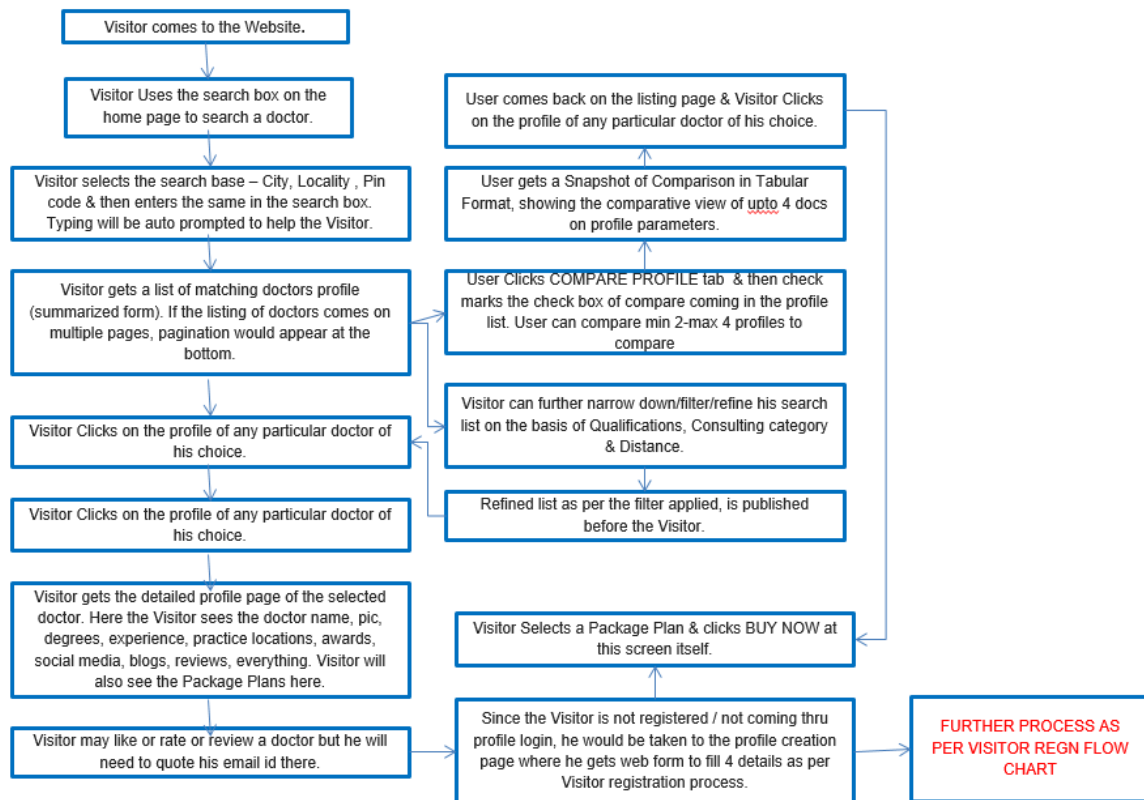 Visitor comes to the Website.
Visitor Uses the search box on the
home page to search a doctor.
Visitor selects the search base – City, Locality , Pin
code & then enters the same in the search box.
Typing will be auto prompted to help the Visitor.
Visitor gets a list of matching doctors profile
(summarized form). If the listing of doctors comes on
multiple pages, pagination would appear at the
bottom.
Visitor Clicks on the profile of any particular doctor of
his choice.
Visitor Clicks on the profile of any particular doctor of
his choice.
Visitor gets the detailed profile page of the selected
doctor. Here the Visitor sees the doctor name, pic,
degrees, experience, practice locations, awards,
social media, blogs, reviews, everything. Visitor will
also see the Package Plans here.
Visitor may like or rate or review a doctor but he will
need to quote his email id there.
User comes back on the listing page & Visitor Clicks
on the profile of any particular doctor of his choice.
User gets a Snapshot of Comparison in Tabular
Format, showing the comparative view of upto 4 docs
on profile parameters.
User Clicks COMPARE PROFILE tab & then check
marks the check box of compare coming in the profile
list. User can compare min 2-max 4 profiles to
compare
Visitor can further narrow down/filter/refine his search
list on the basis of Qualifications, Consulting category
& Distance.
Refined list as per the filter applied, is published
before the Visitor.
Visitor Selects a Package Plan & clicks BUY NOW at
this screen itself.
Since the Visitor is not registered / not coming thru
profile login, he would be taken to the profile creation
page where he gets web form to fill 4 details as per
Visitor registration process.
FURTHER PROCESS AS
PER VISITOR REGN FLOW
CHART